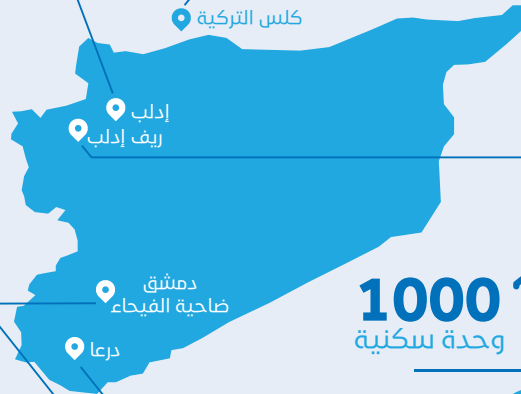 كلس التركية
إدلب
ريف إدلب
دمشق
ضاحية الفيحاء
1000
وحدة سكنية
درعا